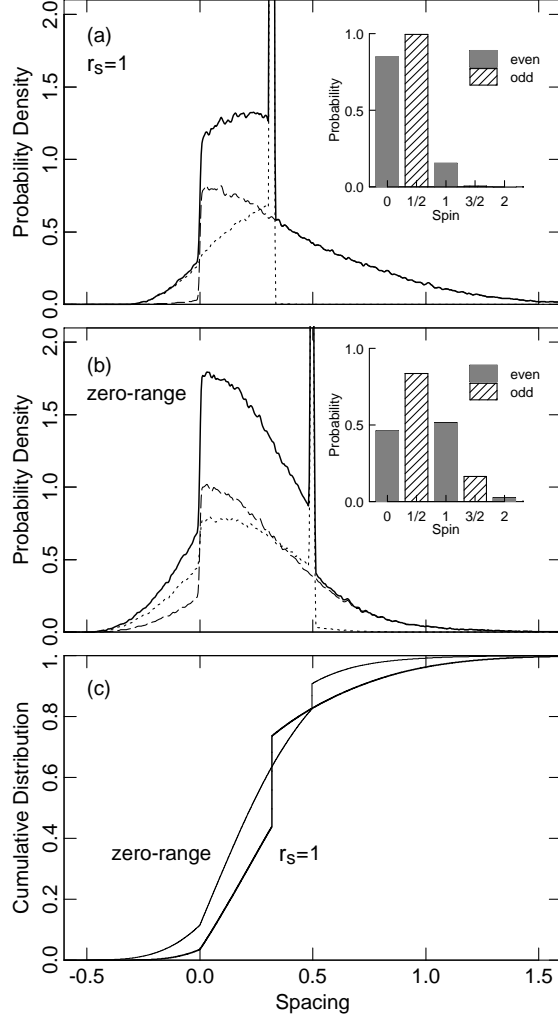 2.0
1.5
1.0
0.5
0.0
Probability Density
(a)
rs=1
1.0
0.5
0.0
Probability
even
odd
0 1/2 1 3/2 2
Spin
2.0
1.5
1.0
0.5
0.0
Probability Density
(b)
zero-range
1.0
0.5
0.0
Probability
even
odd
0 1/2 1 3/2 2
Spin
1.
0.8
0.6
0.4
0.2
0.0
Cumulative Distribution
(c)
zero-range
rs=1
-0.5 0.0 0.5 1.0 1.5
Spacing